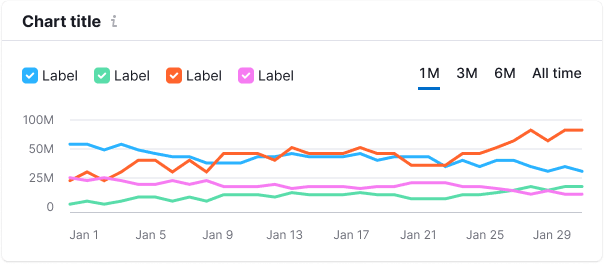 Chart title i
Label Label Label Label 1M 3M 6M All time
100M
50M
25M
0
Jan 1 Jan 5 Jan 9 Jan 13 Jan 17 Jan 21 Jan 25 Jan 29